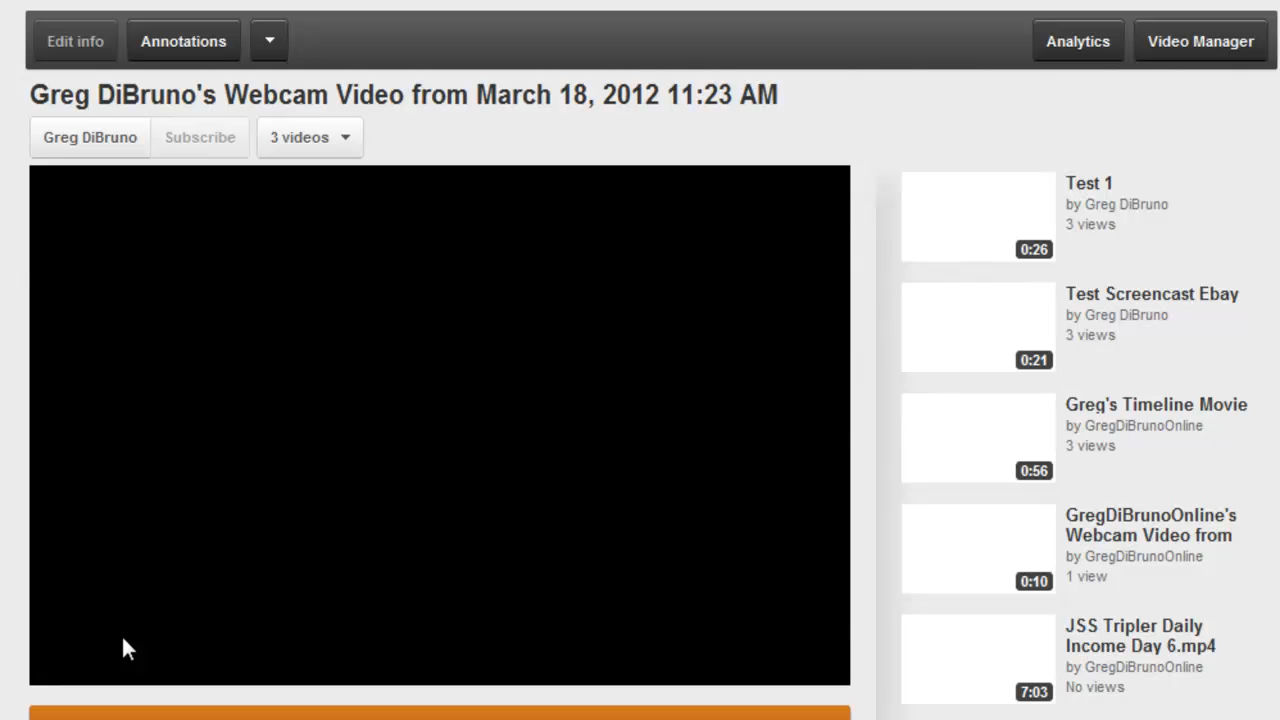 Edit info
Annotations
Analytics
Video Manager
Greg DiBruno's Webcam Video from March 18, 2012 11:23 AM
Greg DiBruno
Subscribe
3 videos
Test 1
by Greg DiBruno
3 views
0:26
Test Screencast Ebay
by Greg DiBruno
3 views
0:21
Greg's Timeline Movie
by GregDiBrunoOnline
3 views
0:56
GregDiBrunoOnline's
Webcam Video from
by GregDiBrunoOnline
1 view
0:10
JSS Tripler Daily
Income Day 6.mp4
by GregDiBrunoOnline
No views
7:03